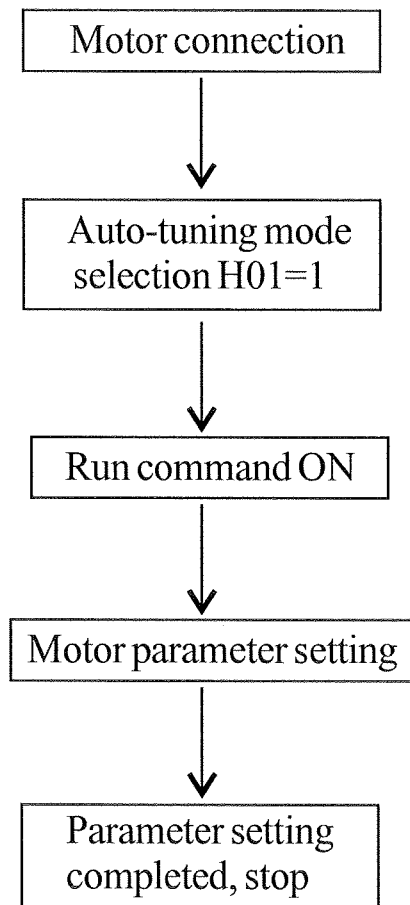 Motor connection
Auto-tuning mode
selection H01=1
Run command ON
Motor parameter setting
Parameter setting
completed, stop